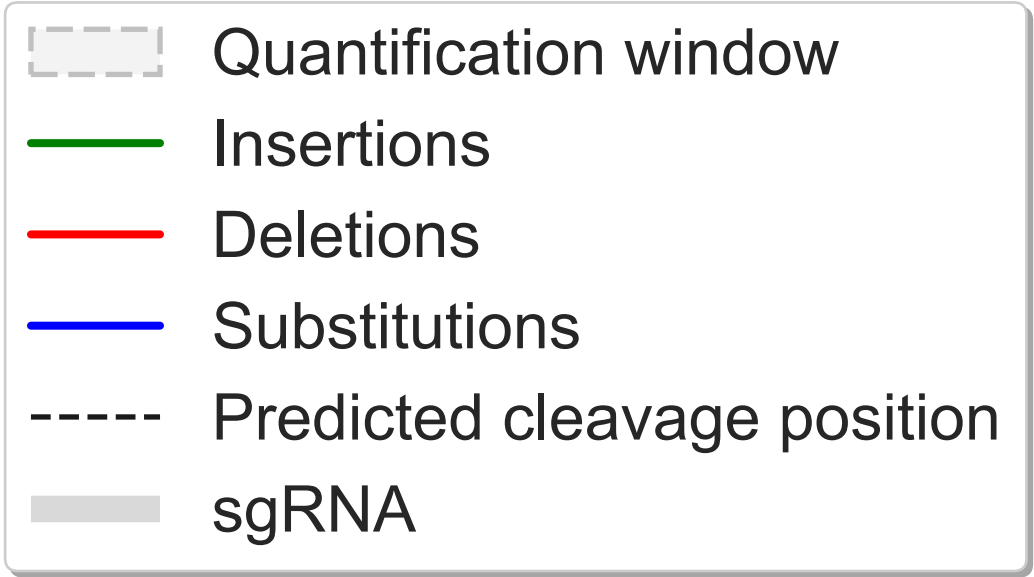 Quantification window
Insertions
Deletions
Substitutions
Predicted cleavage position
sgRNA